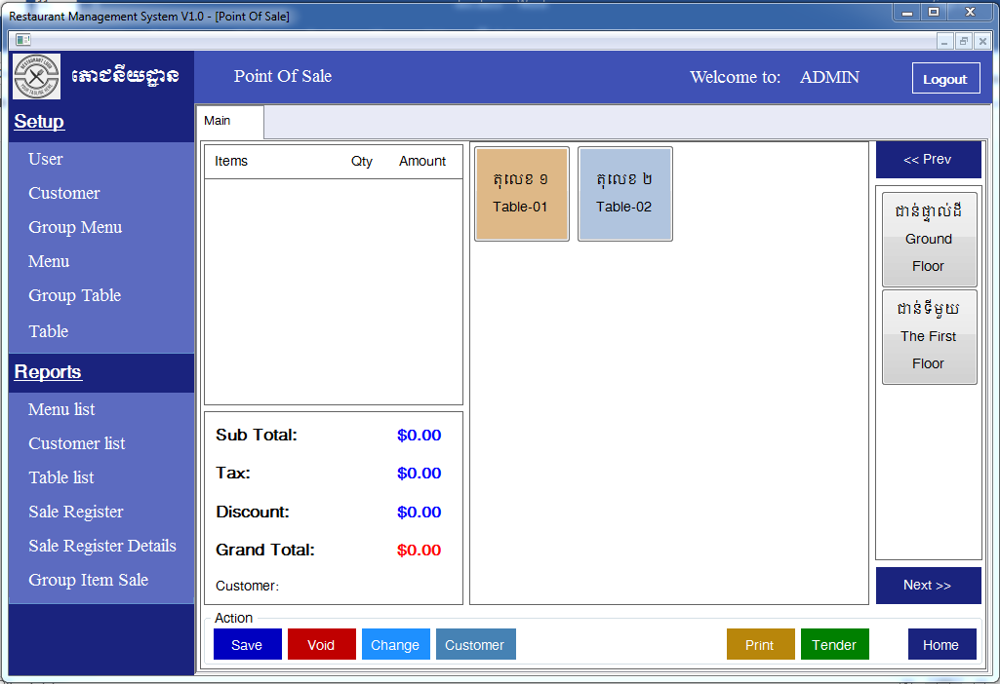 Restaurant Management System V1.0 - [Point Of Sale]
ភោជនីយដ្ឋាន
Point Of Sale
Welcome to: ADMIN
Logout
Setup
User
Customer
Group Menu
Menu
Group Table
Table
Reports
Menu list
Customer list
Table list
Sale Register
Sale Register Details
Group Item Sale
Main
Items Qty Amount
Sub Total: $0.00
Tax: $0.00
Discount: $0.00
Grand Total: $0.00
Customer:
តុលេខ ១
Table-01
តុលេខ ២
Table-02
<< Prev
ជាន់ផ្ទាល់ដី
Ground
Floor
ជាន់ទីមួយ
The First
Floor
Next >>
Action
Save Void Change Customer Print Tender Home